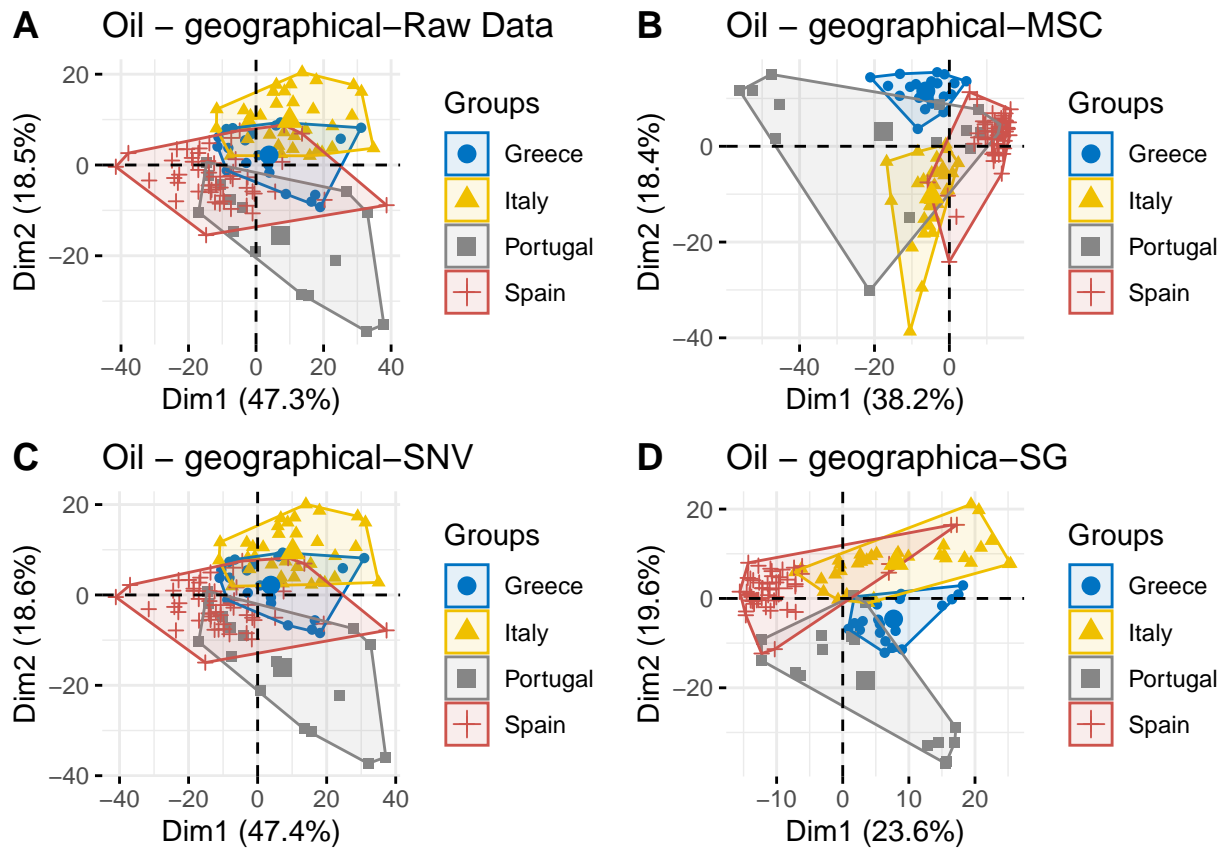 A Oil − geographical−Raw Data
20
0
−20
Dim2 (18.5%)
−40 −20 0 20 40
Dim1 (47.3%)
Groups
Greece
Italy
Portugal
Spain
B Oil − geographical−MSC
0
−20
−40
Dim2 (18.4%)
−40 −20 0
Dim1 (38.2%)
Groups
Greece
Italy
Portugal
Spain
C Oil − geographical−SNV
20
0
−20
−40
Dim2 (18.6%)
−40 −20 0 20 40
Dim1 (47.4%)
Groups
Greece
Italy
Portugal
Spain
D Oil − geographica−SG
20
0
−20
Dim2 (19.6%)
−10 0 10 20
Dim1 (23.6%)
Groups
Greece
Italy
Portugal
Spain